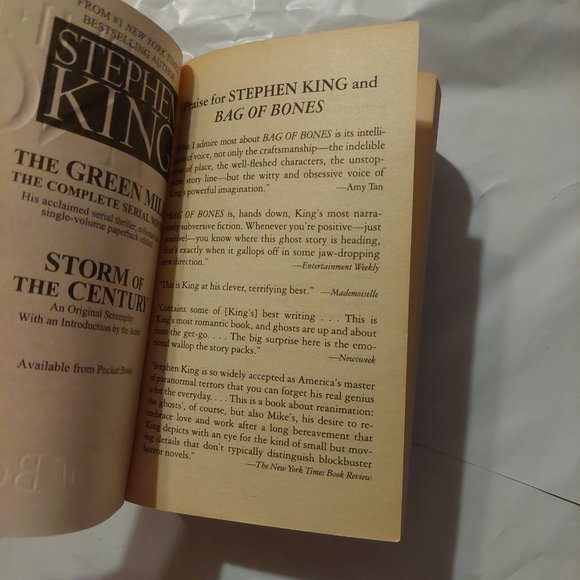 FROM #1 NEW YORK TIMES
BESTSELLING AUTHOR
STEPHEN
KING
THE GREEN MILE
THE COMPLETE SERIAL
His acclaimed serial thriller,
single-volume paperback
STORM OF
THE CENTURY
An Original Screenplay
With an Introduction by the Author
Available from Pocket Books
Praise for STEPHEN KING and
BAG OF BONES
"What I admire most about BAG OF BONES is its intelli-
of voice, not only the craftsmanship—the indelible
of place, the well-fleshed characters, the unstop-
story line—but the witty and obsessive voice of
King's powerful imagination."
—Amy Tan
"BAG OF BONES is, hands down, King's most narra-
tively subversive fiction. Whenever you're positive—just
positive!—you know where this ghost story is heading,
that's exactly when it gallops off in some jaw-dropping
new direction."
—Entertainment Weekly
"This is King at his clever, terrifying best." —Mademoiselle
"Contains some of [King's] best writing . . . This is
King's most romantic book, and ghosts are up and about
from the get-go. . . . The big surprise here is the emo-
tional wallop the story packs."
—Newsweek
"Stephen King is so widely accepted as America's master
of paranormal terrors that you can forget his real genius
is for the everyday. . . . This is a book about reanimation:
the ghosts', of course, but also Mike's, his desire to re-
embrace love and work after a long bereavement that
King depicts with an eye for the kind of small but mov-
ing details that don't typically distinguish blockbuster
horror novels."
—The New York Times Book Review